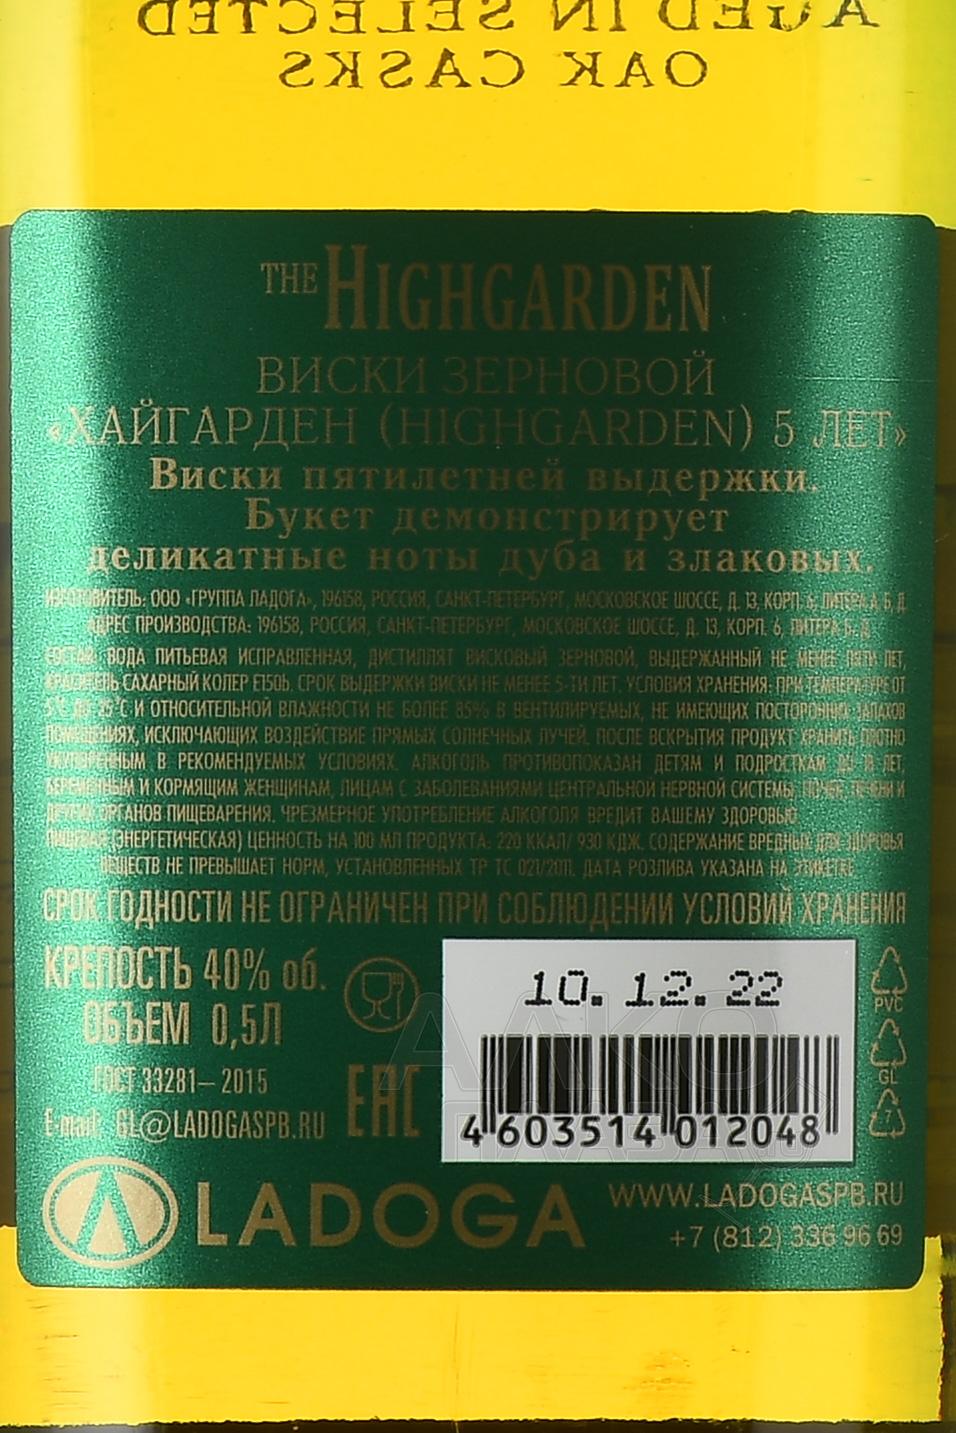 AGED IN SELECTED
OAK CASKS
THE HIGHGARDEN
ВИСКИ ЗЕРНОВОЙ
«ХАЙГАРДЕН (HIGHGARDEN) 5 ЛЕТ»
Виски пятилетней выдержки.
Букет демонстрирует
деликатные ноты дуба и злаковых.
ИЗГОТОВИТЕЛЬ: ООО «ГРУППА ЛАДОГА», 196158, РОССИЯ, САНКТ-ПЕТЕРБУРГ, МОСКОВСКОЕ ШОССЕ, Д. 13, КОРП. 6, ЛИТЕРА А, Б, Д.
АДРЕС ПРОИЗВОДСТВА: 196158, РОССИЯ, САНКТ-ПЕТЕРБУРГ, МОСКОВСКОЕ ШОССЕ, Д. 13, КОРП. 6, ЛИТЕРА Б, Д.
СОСТАВ: ВОДА ПИТЬЕВАЯ ИСПРАВЛЕННАЯ, ДИСТИЛЛЯТ ВИСКОВЫЙ ЗЕРНОВОЙ, ВЫДЕРЖАННЫЙ НЕ МЕНЕЕ ПЯТИ ЛЕТ,
КРАСИТЕЛЬ САХАРНЫЙ КОЛЕР Е150b. СРОК ВЫДЕРЖКИ ВИСКИ НЕ МЕНЕЕ 5-ТИ ЛЕТ. УСЛОВИЯ ХРАНЕНИЯ: ПРИ ТЕМПЕРАТУРЕ ОТ
5°С ДО 25°С И ОТНОСИТЕЛЬНОЙ ВЛАЖНОСТИ НЕ БОЛЕЕ 85% В ВЕНТИЛИРУЕМЫХ, НЕ ИМЕЮЩИХ ПОСТОРОННИХ ЗАПАХОВ
ПОМЕЩЕНИЯХ, ИСКЛЮЧАЮЩИХ ВОЗДЕЙСТВИЕ ПРЯМЫХ СОЛНЕЧНЫХ ЛУЧЕЙ. ПОСЛЕ ВСКРЫТИЯ ПРОДУКТ ХРАНИТЬ ПЛОТНО
УКУПОРЕННЫМ В РЕКОМЕНДУЕМЫХ УСЛОВИЯХ. АЛКОГОЛЬ ПРОТИВОПОКАЗАН ДЕТЯМ И ПОДРОСТКАМ ДО 18 ЛЕТ,
БЕРЕМЕННЫМ И КОРМЯЩИМ ЖЕНЩИНАМ, ЛИЦАМ С ЗАБОЛЕВАНИЯМИ ЦЕНТРАЛЬНОЙ НЕРВНОЙ СИСТЕМЫ, ПОЧЕК, ПЕЧЕНИ И
ДРУГИХ ОРГАНОВ ПИЩЕВАРЕНИЯ. ЧРЕЗМЕРНОЕ УПОТРЕБЛЕНИЕ АЛКОГОЛЯ ВРЕДИТ ВАШЕМУ ЗДОРОВЬЮ
ПИЩЕВАЯ (ЭНЕРГЕТИЧЕСКАЯ) ЦЕННОСТЬ НА 100 МЛ ПРОДУКТА: 220 ККАЛ/ 930 КДЖ. СОДЕРЖАНИЕ ВРЕДНЫХ ДЛЯ ЗДОРОВЬЯ
ВЕЩЕСТВ НЕ ПРЕВЫШАЕТ НОРМ, УСТАНОВЛЕННЫХ ТР ТС 021/2011. ДАТА РОЗЛИВА УКАЗАНА НА ЭТИКЕТКЕ
СРОК ГОДНОСТИ НЕ ОГРАНИЧЕН ПРИ СОБЛЮДЕНИИ УСЛОВИЙ ХРАНЕНИЯ
КРЕПОСТЬ 40% об.
ОБЪЕМ 0,5Л
ГОСТ 33281– 2015
E-mail: GL@LADOGASPB.RU
EAC
10.12.22
4 603514 012048
PVC
GL
7
LADOGA
WWW.LADOGASPB.RU
+7 (812) 336 96 69